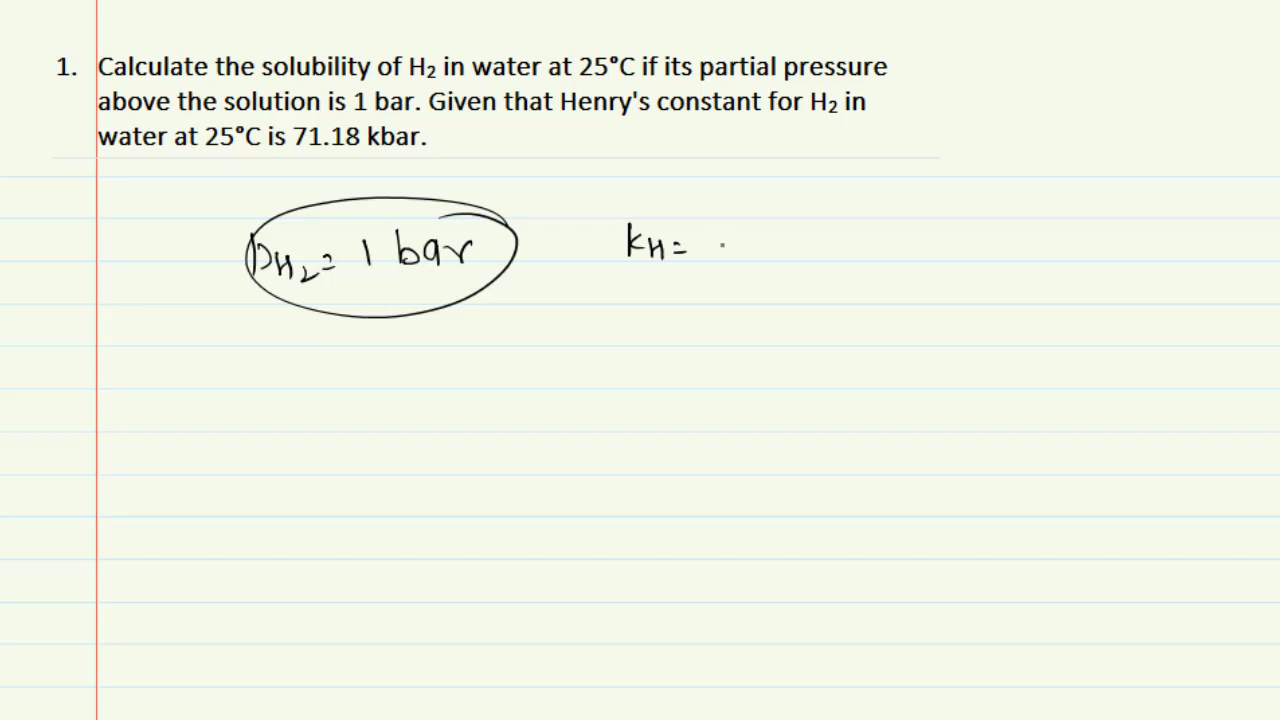 1. Calculate the solubility of H₂ in water at 25°C if its partial pressure
above the solution is 1 bar. Given that Henry's constant for H₂ in
water at 25°C is 71.18 kbar.
pH₂ = 1 bar kH =